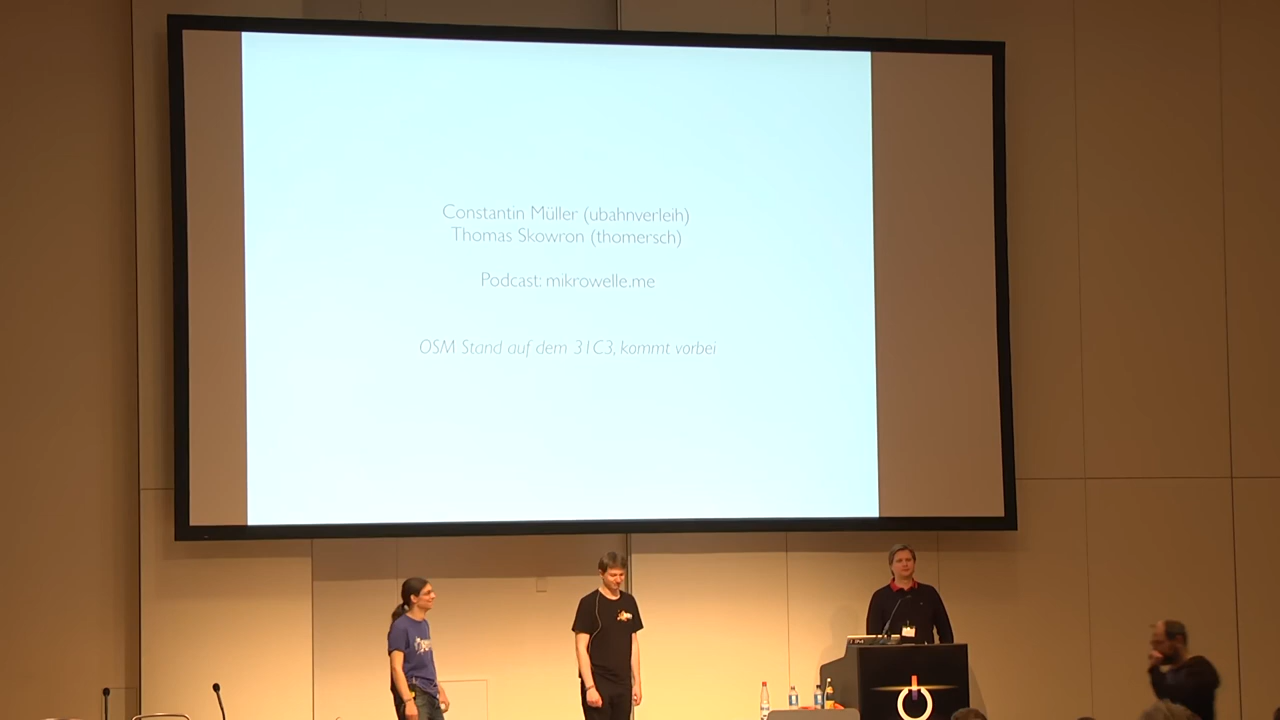 Constantin Müller (ubahnverleih)
Thomas Skowron (thomersch)
Podcast: mikrowelle.me
OSM Stand auf dem 31C3, kommt vorbei